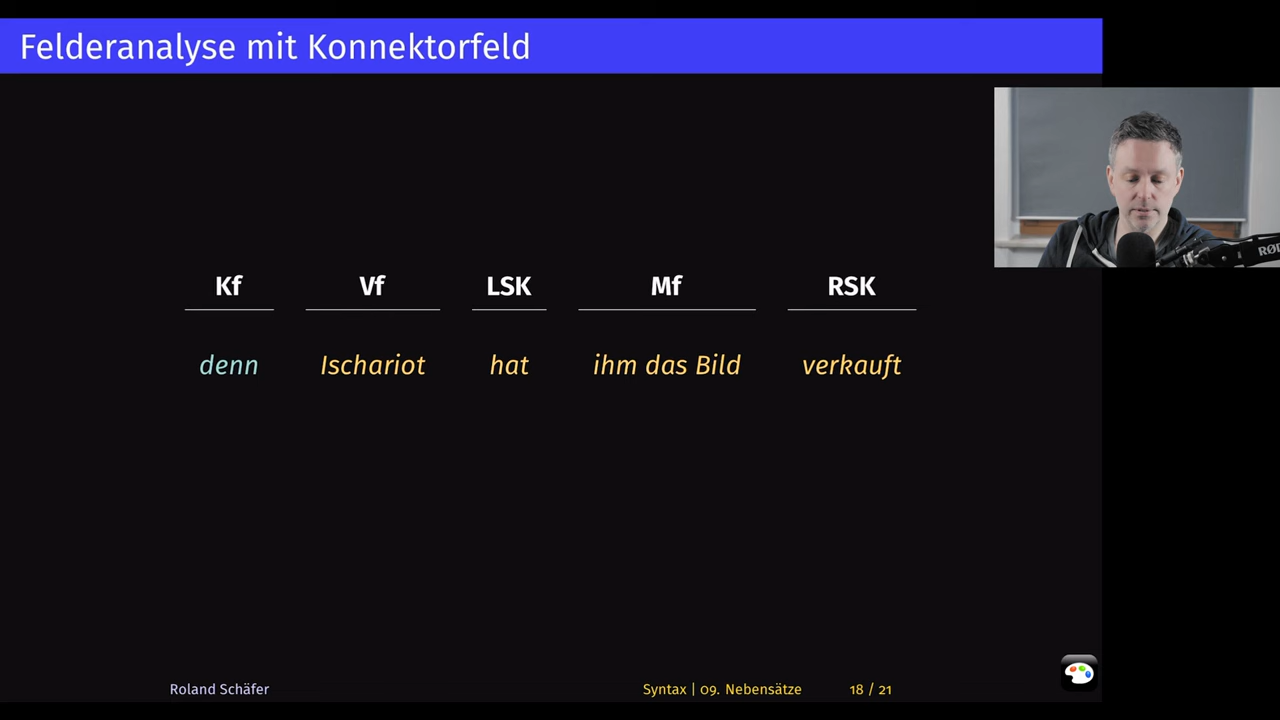 Felderanalyse mit Konnektorfeld
Kf Vf LSK Mf RSK
denn Ischariot hat ihm das Bild verkauft
RØD
Roland Schäfer Syntax | 09. Nebensätze 18 / 21